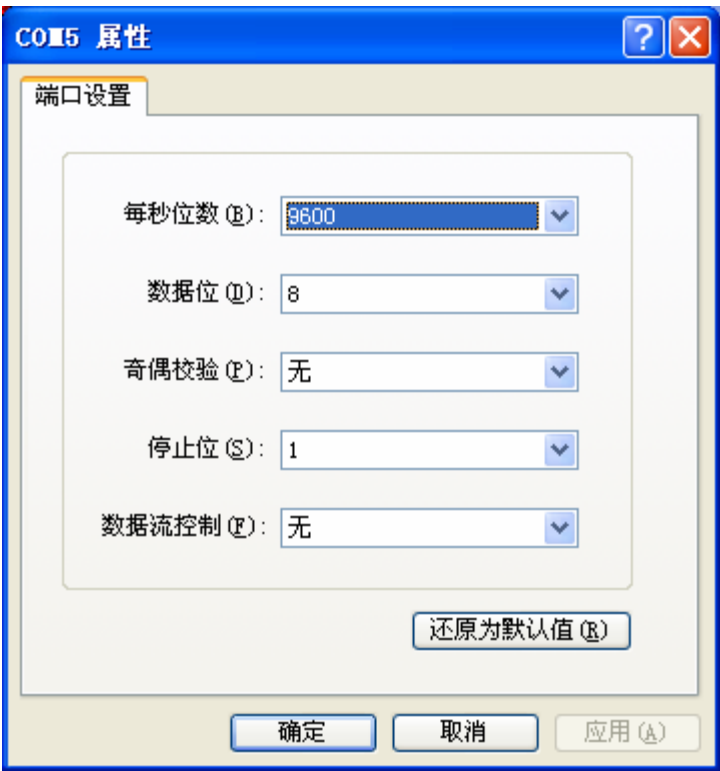 COM5 属性
端口设置
每秒位数(B): 9600
数据位(D): 8
奇偶校验(P): 无
停止位(S): 1
数据流控制(F): 无
还原为默认值(R)
确定 取消 应用(A)